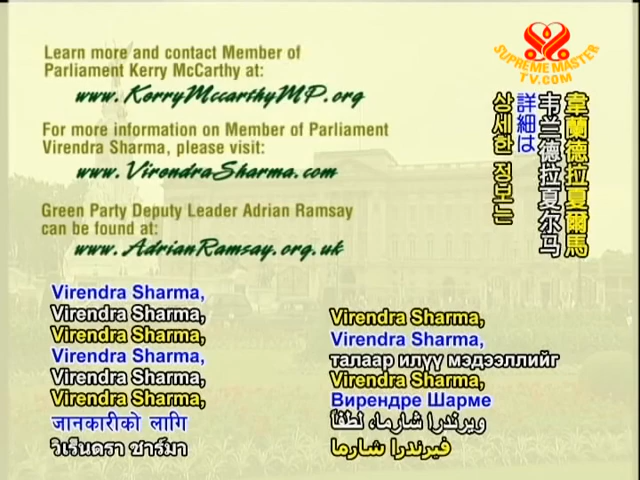 Learn more and contact Member of
Parliament Kerry McCarthy at:
www.KerryMccarthyMP.org
For more information on Member of Parliament
Virendra Sharma, please visit:
www.VirendraSharma.com
Green Party Deputy Leader Adrian Ramsay
can be found at:
www.AdrianRamsay.org.uk
SUPREME MASTER
TV.COM
韋蘭德拉夏爾馬
韦兰德拉夏尔马
詳細は
상세한 정보는
Virendra Sharma,
Virendra Sharma,
Virendra Sharma,
Virendra Sharma,
Virendra Sharma,
Virendra Sharma,
जानकारीको लागि
วิเร็นดรา ชาร์มา
Virendra Sharma,
Virendra Sharma,
талаар илүү мэдээллийг
Virendra Sharma,
Вирендре Шарме
ویرندرا شارما، لطفاً
فيرندرا شارما